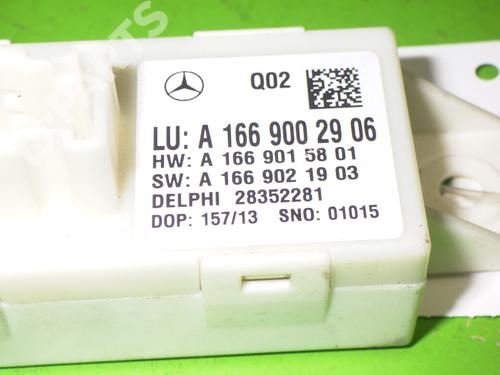 Q02
LU: A 166 900 29 06
HW: A 166 901 58 01
SW: A 166 902 19 03
DELPHI 28352281
DOP: 157/13 SNO: 01015